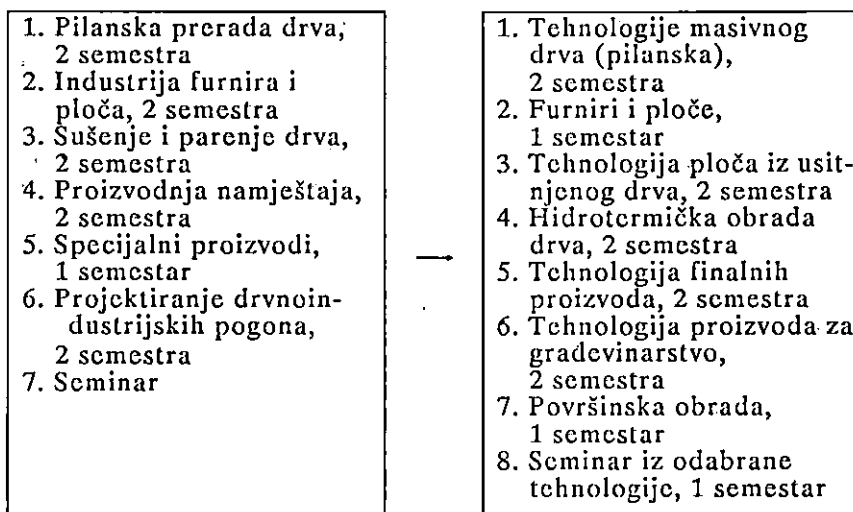 1. Pilanska prerada drva,
2 semestra
2. Industrija furnira i
ploča, 2 semestra
3. Sušenje i parenje drva,
2 semestra
4. Proizvodnja namještaja,
2 semestra
5. Specijalni proizvodi,
1 semestar
6. Projektiranje drvnoin-
dustrijskih pogona,
2 semestra
7. Seminar
→
1. Tehnologije masivnog
drva (pilanska),
2 semestra
2. Furniri i ploče,
1 semestar
3. Tehnologija ploča iz usit-
njenog drva, 2 semestra
4. Hidrotermička obrada
drva, 2 semestra
5. Tehnologija finalnih
proizvoda, 2 semestra
6. Tehnologija proizvoda za
građevinarstvo,
2 semestra
7. Površinska obrada,
1 semestar
8. Seminar iz odabrane
tehnologije, 1 semestar